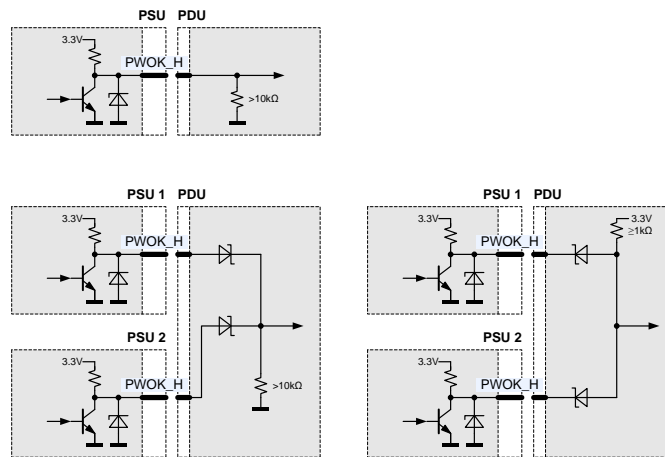 PSU PDU
3.3V
PWOK_H
>10kΩ
PSU 1 PDU
3.3V
PWOK_H
PSU 2
3.3V
PWOK_H
>10kΩ
PSU 1 PDU
3.3V
PWOK_H
3.3V
≥1kΩ
PSU 2
3.3V
PWOK_H